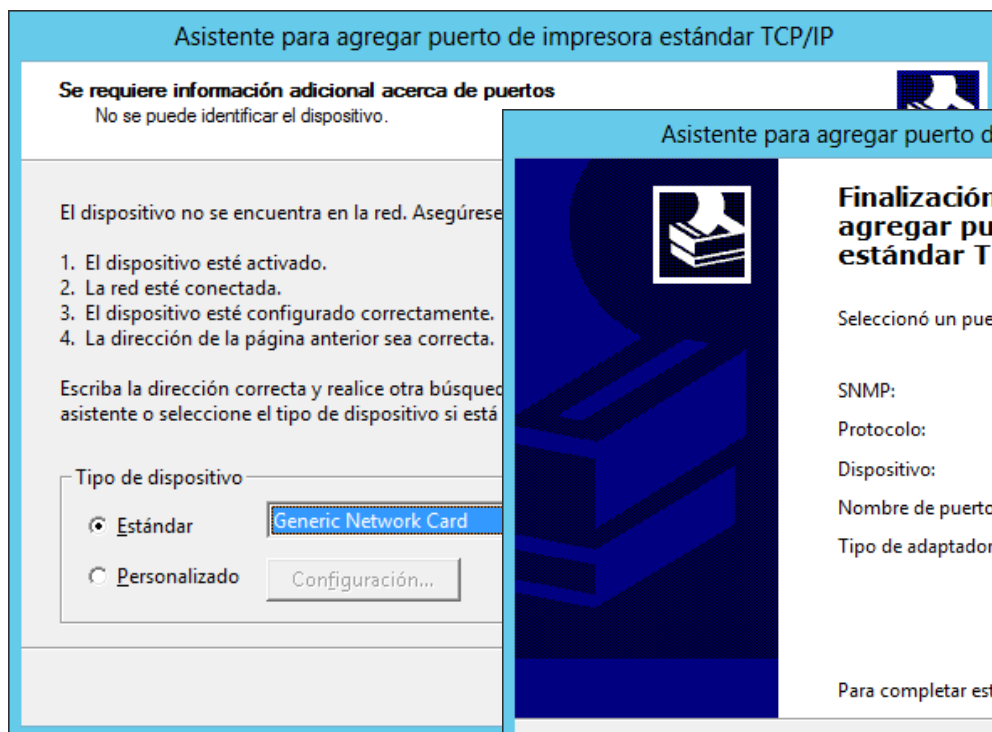 Asistente para agregar puerto de impresora estándar TCP/IP
Se requiere información adicional acerca de puertos
No se puede identificar el dispositivo.
El dispositivo no se encuentra en la red. Asegúrese
1. El dispositivo esté activado.
2. La red esté conectada.
3. El dispositivo esté configurado correctamente.
4. La dirección de la página anterior sea correcta.
Escriba la dirección correcta y realice otra búsqued
asistente o seleccione el tipo de dispositivo si está
Tipo de dispositivo
Estándar
Generic Network Card
Personalizado
Configuración...
Asistente para agregar puerto d
Finalización
agregar pu
estándar T
Seleccionó un pue
SNMP:
Protocolo:
Dispositivo:
Nombre de puerto
Tipo de adaptador
Para completar est